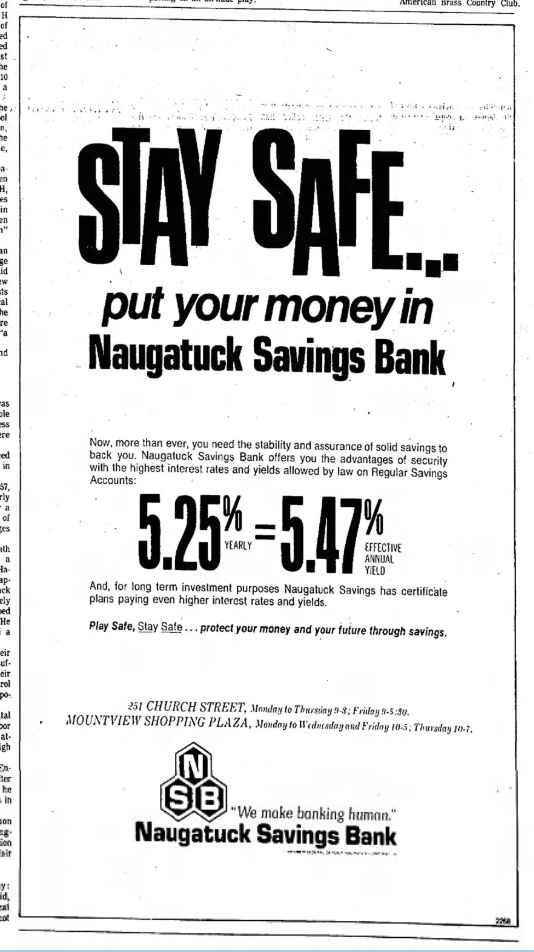 American Brass Country Club.
STAY SAFE...
put your money in
Naugatuck Savings Bank
Now, more than ever, you need the stability and assurance of solid savings to
back you. Naugatuck Savings Bank offers you the advantages of security
with the highest interest rates and yields allowed by law on Regular Savings
Accounts:
5.25% YEARLY = 5.47% EFFECTIVE
ANNUAL
YIELD
And, for long term investment purposes Naugatuck Savings has certificate
plans paying even higher interest rates and yields.
Play Safe, Stay Safe ... protect your money and your future through savings.
251 CHURCH STREET, Monday to Thursday 9-3; Friday 9-5:30.
MOUNTVIEW SHOPPING PLAZA, Monday to Wednesday and Friday 10-5; Thursday 10-7.
NSB
"We make banking human."
Naugatuck Savings Bank
2268